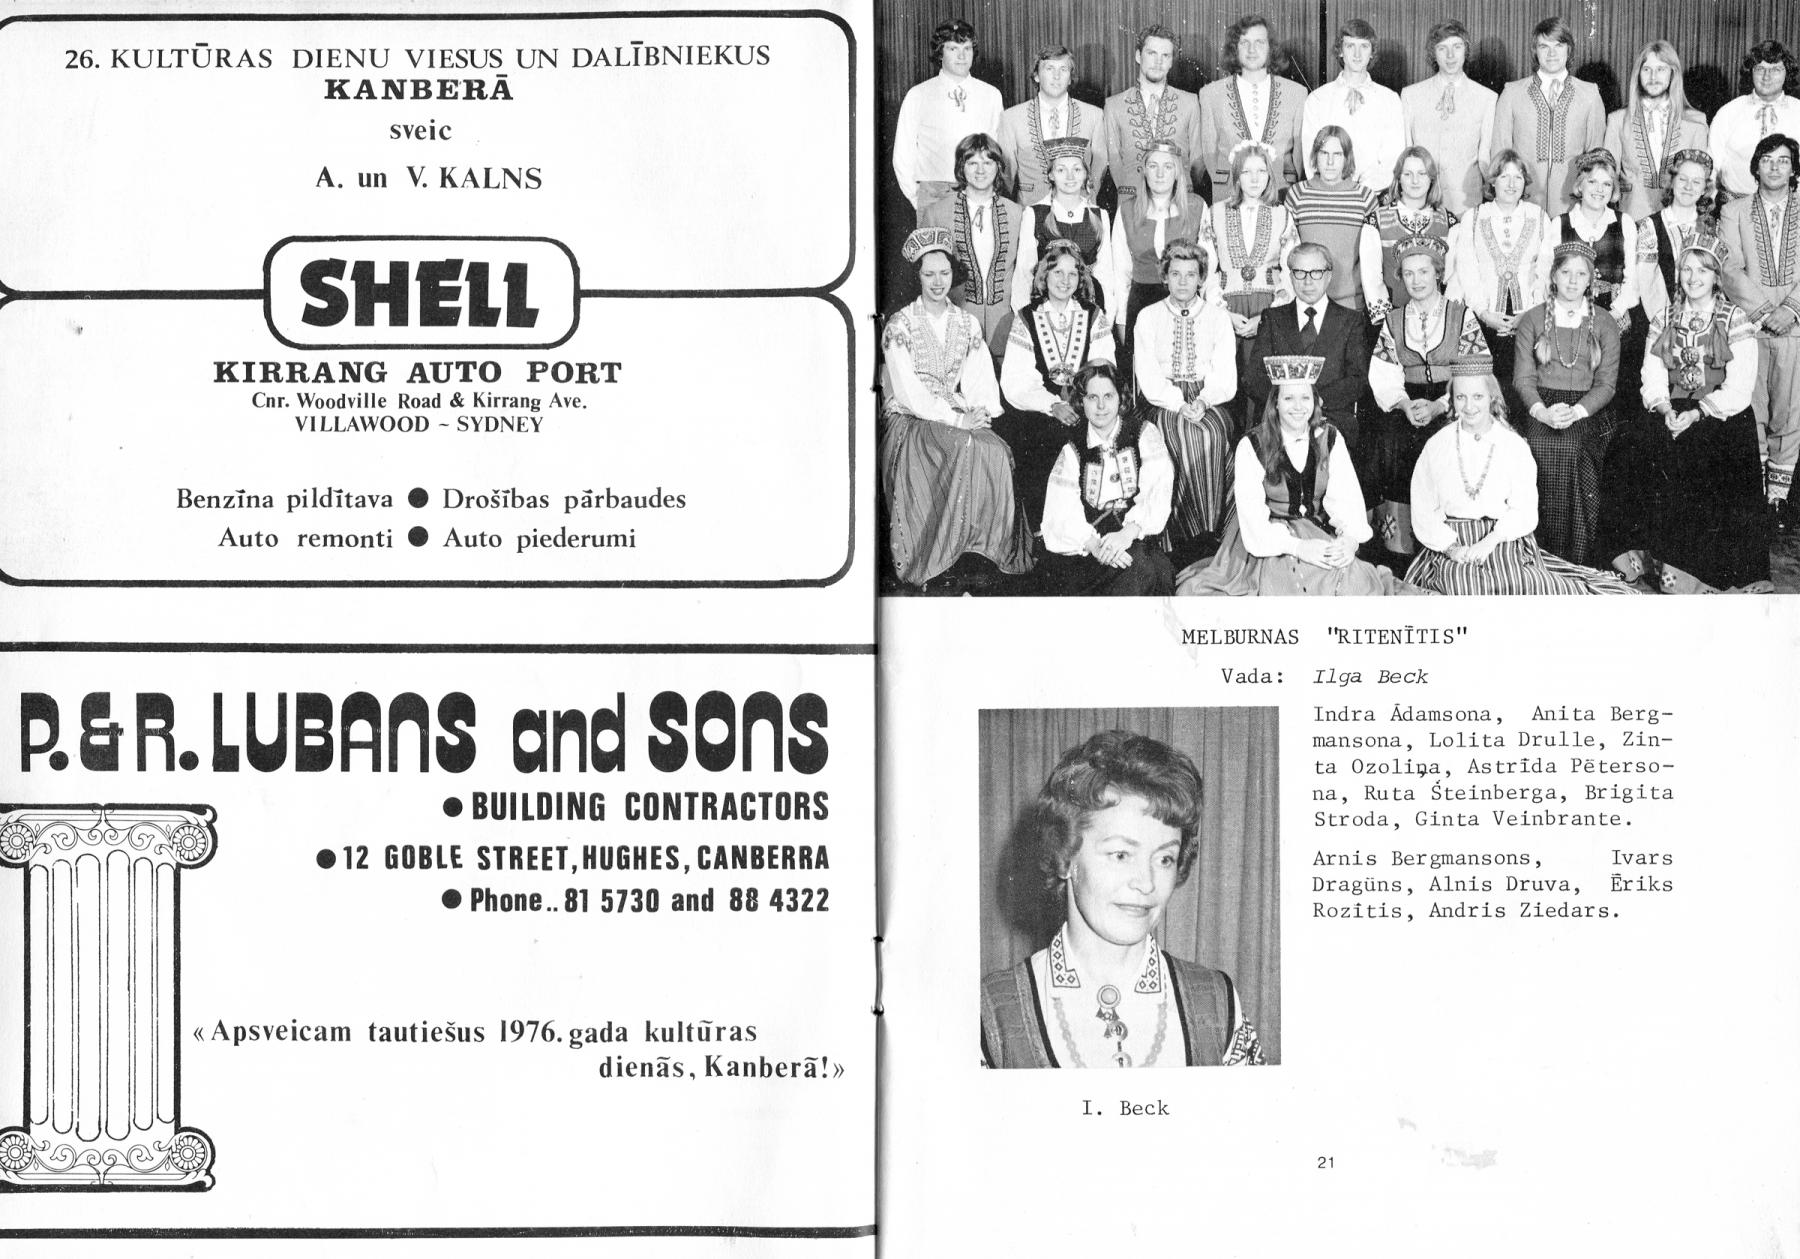 26. KULTŪRAS DIENU VIESUS UN DALĪBNIEKUS
KANBERĀ
sveic
A. un V. KALNS
SHELL
KIRRANG AUTO PORT
Cnr. Woodville Road & Kirrang Ave.
VILLAWOOD ~ SYDNEY
Benzīna pildītava ● Drošības pārbaudes
Auto remonti ● Auto piederumi
P. & R. LUBANS and SONS
● BUILDING CONTRACTORS
● 12 GOBLE STREET, HUGHES, CANBERRA
● Phone.. 81 5730 and 88 4322
«Apsveicam tautiešus 1976. gada kultūras
dienās, Kanberā!»
MELBURNAS "RITENĪTIS"
Vada: Ilga Beck
Indra Ādamsona, Anita Berg-
mansona, Lolita Drulle, Zin-
ta Ozoliņa, Astrīda Pēterso-
na, Ruta Šteinberga, Brigita
Stroda, Ginta Veinbrante.
Arnis Bergmansons, Ivars
Dragūns, Alnis Druva, Ēriks
Rozītis, Andris Ziedars.
I. Beck
21